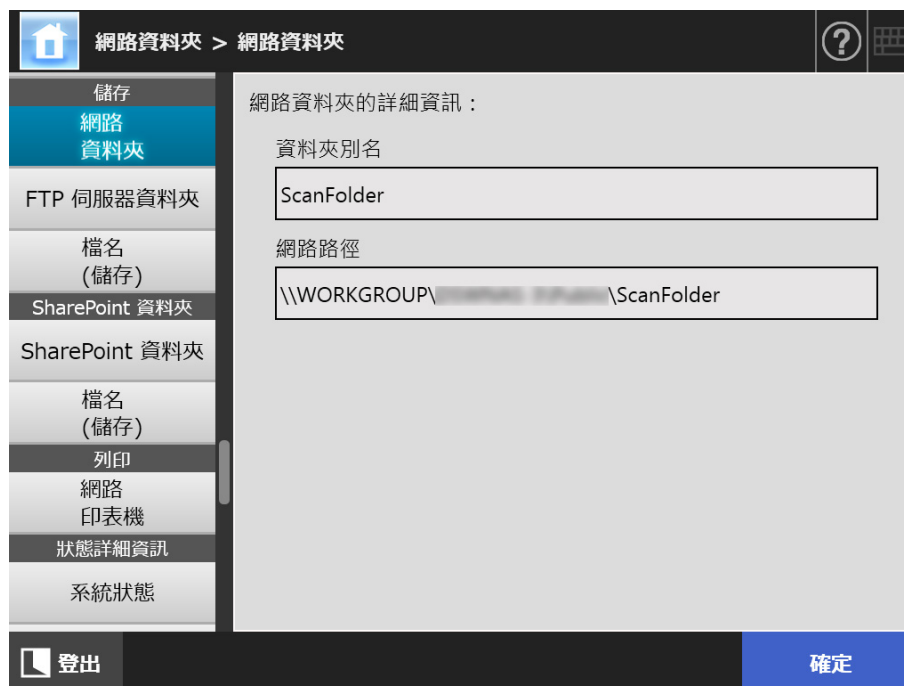 網路資料夾 > 網路資料夾
?
儲存
網路
資料夾
FTP 伺服器資料夾
檔名
(儲存)
SharePoint 資料夾
SharePoint 資料夾
檔名
(儲存)
列印
網路
印表機
狀態詳細資訊
系統狀態
網路資料夾的詳細資訊：
資料夾別名
ScanFolder
網路路徑
\\WORKGROUP\ \ScanFolder
登出
確定